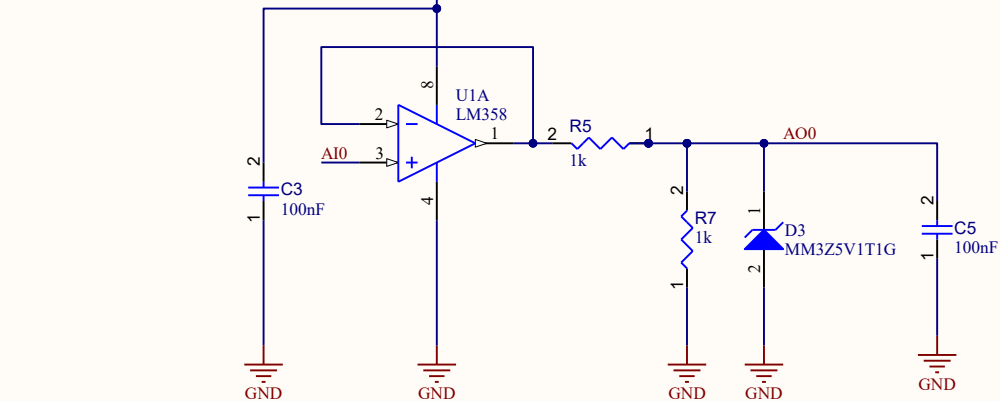 8
U1A
LM358
2
3
1
4
AI0
2
C3
100nF
1
GND
GND
2
R5
1
1k
AO0
2
R7
1k
1
GND
1
D3
MM3Z5V1T1G
2
GND
2
C5
100nF
1
GND